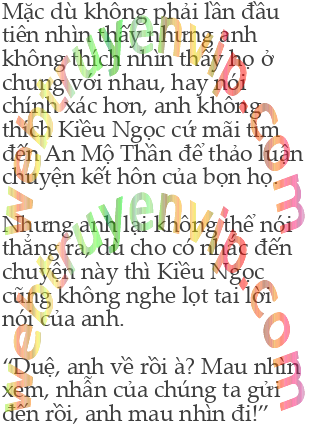 Mặc dù không phải lần đầu
tiên nhìn thấy nhưng anh
không thích nhìn thấy họ ở
chung với nhau, hay nói
chính xác hơn, anh không
thích Kiều Ngọc cứ mãi tìm
đến An Mộ Thần để thảo luận
chuyện kết hôn của bọn họ.
Nhưng anh lại không thể nói
thẳng ra, dù cho có nhắc đến
chuyện này thì Kiều Ngọc
cũng không nghe lọt tai lời
nói của anh.
“Duệ, anh về rồi à? Mau nhìn
xem, nhẫn của chúng ta gửi
đến rồi, anh mau nhìn đi!”
webtruyenvip.com
webtruyenvip.com